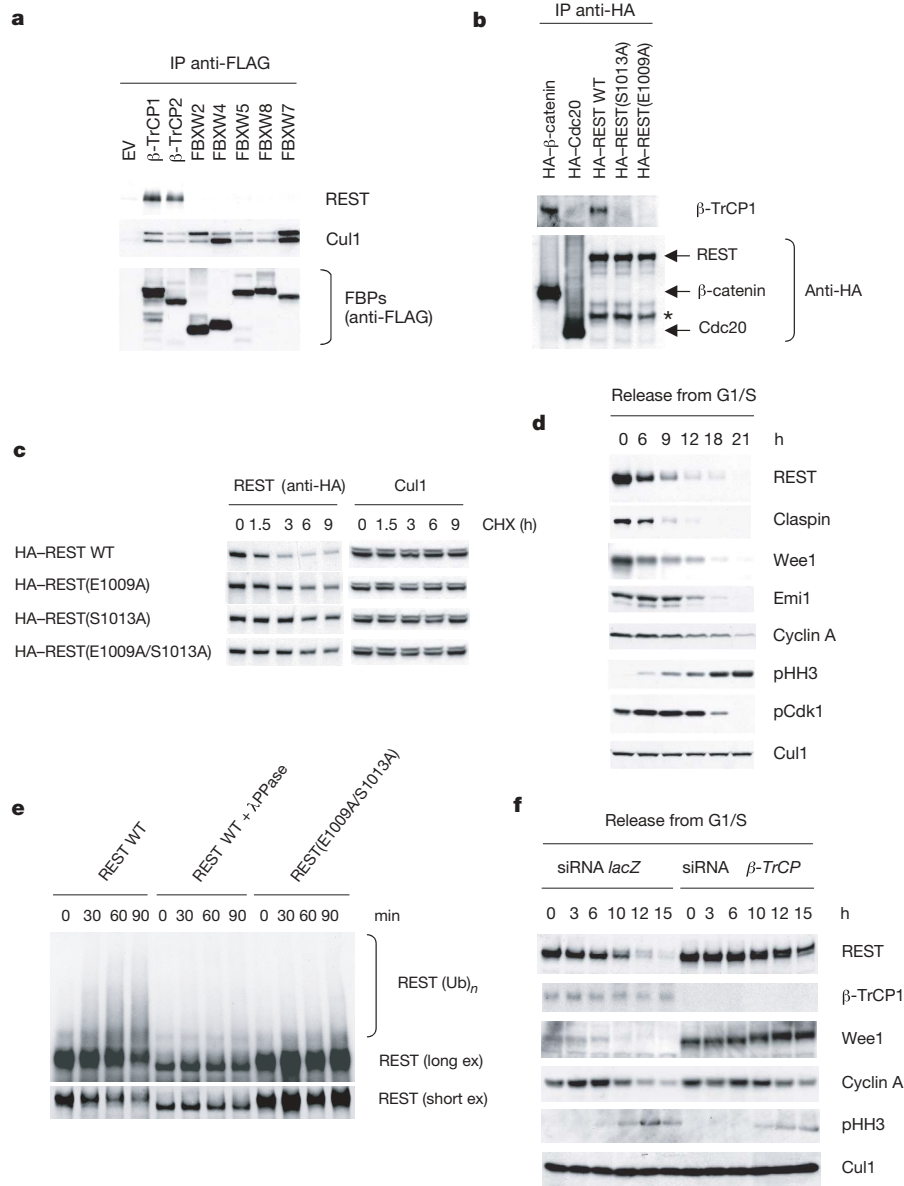 a
IP anti-FLAG
EV
β-TrCP1
β-TrCP2
FBXW2
FBXW4
FBXW5
FBXW8
FBXW7
REST
Cul1
FBPs
(anti-FLAG)
b
IP anti-HA
HA–β-catenin
HA–Cdc20
HA–REST WT
HA–REST(S1013A)
HA–REST(E1009A)
β-TrCP1
REST
β-catenin
*
Cdc20
Anti-HA
c
REST (anti-HA) Cul1
0 1.5 3 6 9 0 1.5 3 6 9 CHX (h)
HA–REST WT
HA–REST(E1009A)
HA–REST(S1013A)
HA–REST(E1009A/S1013A)
d
Release from G1/S
0 6 9 12 18 21 h
REST
Claspin
Wee1
Emi1
Cyclin A
pHH3
pCdk1
Cul1
e
REST WT
REST WT + λPPase
REST(E1009A/S1013A)
0 30 60 90 0 30 60 90 0 30 60 90 min
REST (Ub)n
REST (long ex)
REST (short ex)
f
Release from G1/S
siRNA lacZ siRNA β-TrCP
0 3 6 10 12 15 0 3 6 10 12 15 h
REST
β-TrCP1
Wee1
Cyclin A
pHH3
Cul1